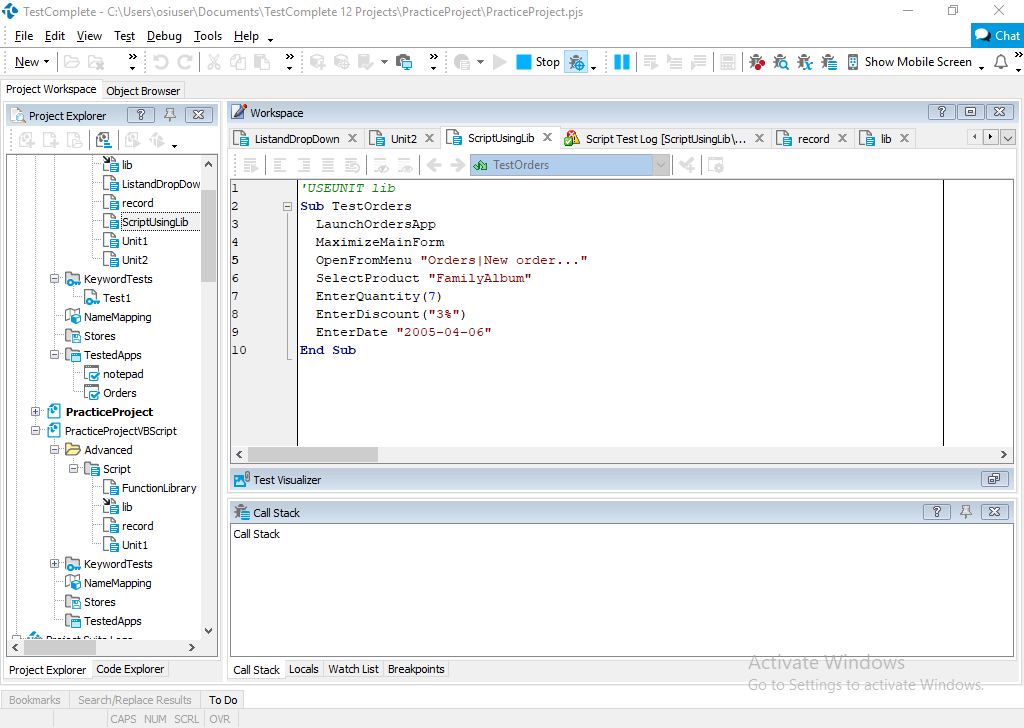 TestComplete - C:\Users\osiuser\Documents\TestComplete 12 Projects\PracticeProject\PracticeProject.pjs
File Edit View Test Debug Tools Help
Chat
New
Stop
Show Mobile Screen
Project Workspace Object Browser
Project Explorer
lib
ListandDropDow
record
ScriptUsingLib
Unit1
Unit2
KeywordTests
Test1
NameMapping
Stores
TestedApps
notepad
Orders
PracticeProject
PracticeProjectVBScript
Advanced
Script
FunctionLibrary
lib
record
Unit1
KeywordTests
NameMapping
Stores
TestedApps
Project Suite Logs
Project Explorer Code Explorer
Workspace
ListandDropDown Unit2 ScriptUsingLib Script Test Log [ScriptUsingLib\... record lib
TestOrders
1 'USEUNIT lib
2 Sub TestOrders
3 LaunchOrdersApp
4 MaximizeMainForm
5 OpenFromMenu "Orders|New order..."
6 SelectProduct "FamilyAlbum"
7 EnterQuantity(7)
8 EnterDiscount("3%")
9 EnterDate "2005-04-06"
10 End Sub
Test Visualizer
Call Stack
Call Stack
Call Stack Locals Watch List Breakpoints
Activate Windows
Go to Settings to activate Windows.
Bookmarks Search/Replace Results To Do
CAPS NUM SCRL OVR